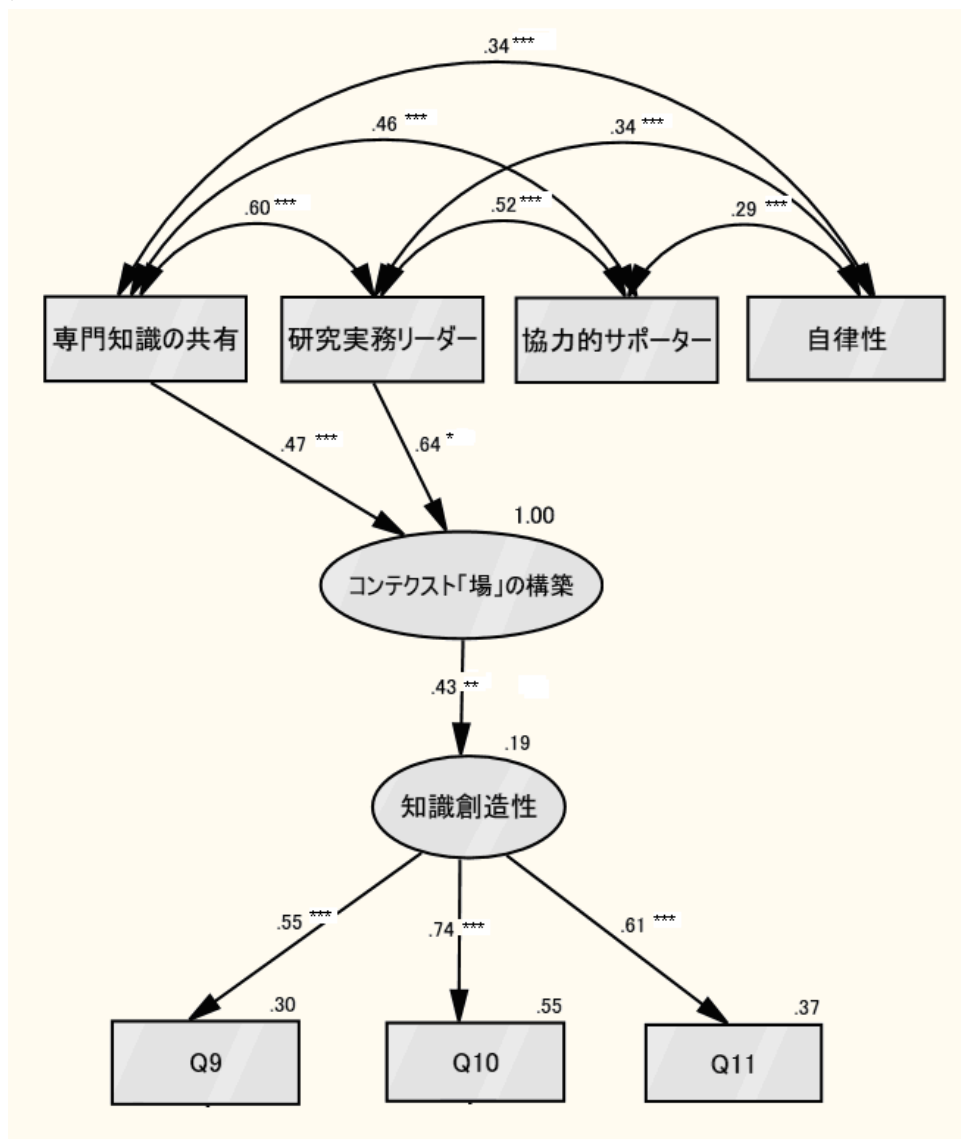 .34 ***
.46 ***
.34 ***
.60 ***
.52 ***
.29 ***
専門知識の共有
研究実務リーダー
協力的サポーター
自律性
.47 ***
.64 *
1.00
コンテクスト「場」の構築
.43 **
.19
知識創造性
.55 ***
.74 ***
.61 ***
.30
.55
.37
Q9
Q10
Q11